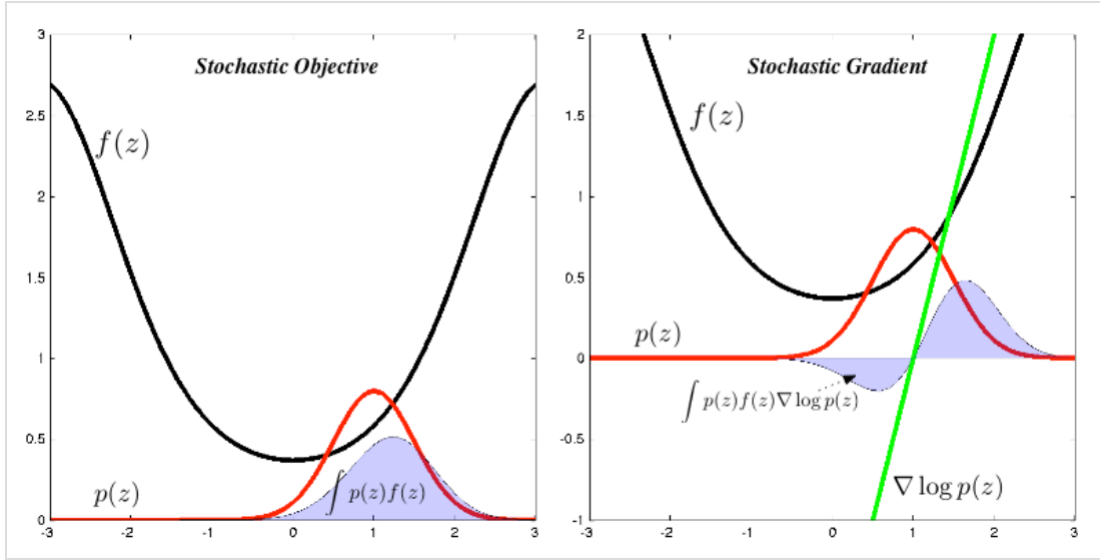 Stochastic Objective
3
2.5
2
1.5
1
0.5
0
f(z)
p(z)
∫ p(z)f(z)
-3 -2 -1 0 1 2 3
Stochastic Gradient
2
1.5
1
0.5
0
-0.5
-1
f(z)
p(z)
∫ p(z)f(z)∇ log p(z)
∇ log p(z)
-3 -2 -1 0 1 2 3